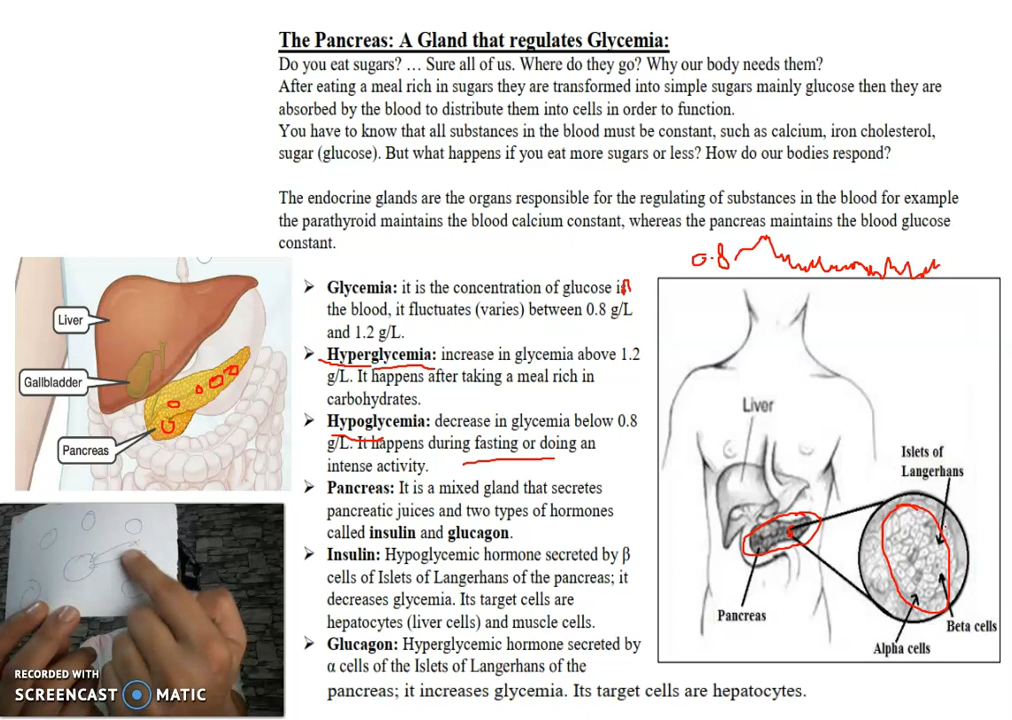 The Pancreas: A Gland that regulates Glycemia:
Do you eat sugars? … Sure all of us. Where do they go? Why our body needs them?
After eating a meal rich in sugars they are transformed into simple sugars mainly glucose then they are
absorbed by the blood to distribute them into cells in order to function.
You have to know that all substances in the blood must be constant, such as calcium, iron cholesterol,
sugar (glucose). But what happens if you eat more sugars or less? How do our bodies respond?
The endocrine glands are the organs responsible for the regulating of substances in the blood for example
the parathyroid maintains the blood calcium constant, whereas the pancreas maintains the blood glucose
constant.
0.8
➢ Glycemia: it is the concentration of glucose in
the blood, it fluctuates (varies) between 0.8 g/L
and 1.2 g/L.
➢ Hyperglycemia: increase in glycemia above 1.2
g/L. It happens after taking a meal rich in
carbohydrates.
➢ Hypoglycemia: decrease in glycemia below 0.8
g/L. It happens during fasting or doing an
intense activity.
➢ Pancreas: It is a mixed gland that secretes
pancreatic juices and two types of hormones
called insulin and glucagon.
➢ Insulin: Hypoglycemic hormone secreted by β
cells of Islets of Langerhans of the pancreas; it
decreases glycemia. Its target cells are
hepatocytes (liver cells) and muscle cells.
➢ Glucagon: Hyperglycemic hormone secreted by
α cells of the Islets of Langerhans of the
pancreas; it increases glycemia. Its target cells are hepatocytes.
Liver
Gallbladder
Pancreas
Liver
Islets of
Langerhans
Pancreas
Beta cells
Alpha cells
RECORDED WITH
SCREENCAST MATIC